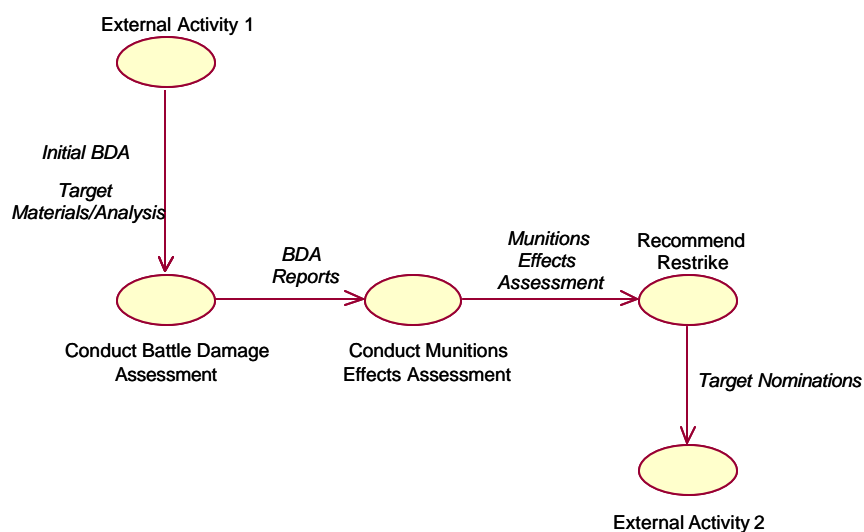 External Activity 1
Initial BDA
Target
Materials/Analysis
BDA
Reports
Munitions
Effects
Assessment
Recommend
Restrike
Conduct Battle Damage
Assessment
Conduct Munitions
Effects Assessment
Target Nominations
External Activity 2